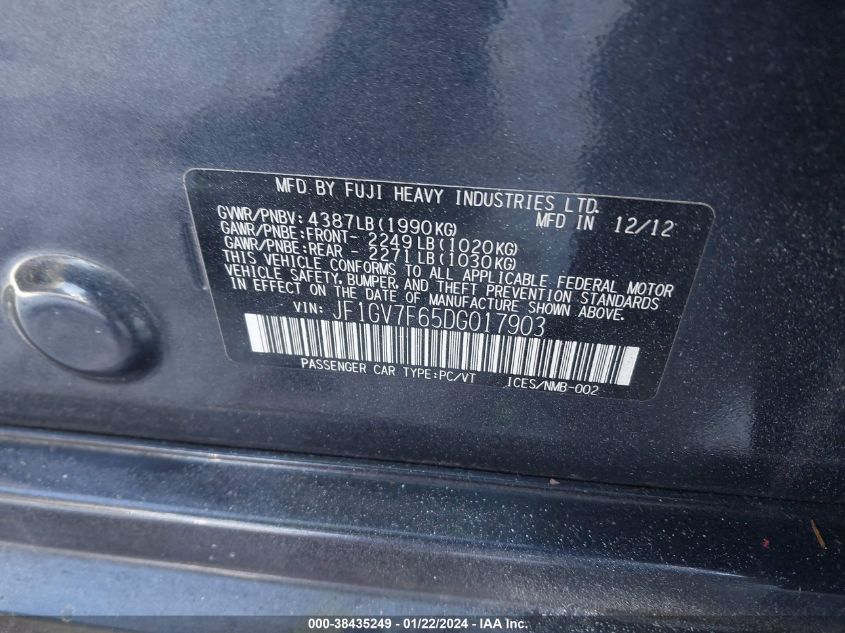 MFD BY FUJI HEAVY INDUSTRIES LTD.
GVWR/PNBV: 4387LB(1990KG) MFD IN 12/12
GAWR/PNBE:FRONT- 2249LB(1020KG)
GAWR/PNBE:REAR - 2271LB(1030KG)
THIS VEHICLE CONFORMS TO ALL APPLICABLE FEDERAL MOTOR
VEHICLE SAFETY, BUMPER, AND THEFT PREVENTION STANDARDS
IN EFFECT ON THE DATE OF MANUFACTURE SHOWN ABOVE.
VIN: JF1GV7F65DG017903
PASSENGER CAR TYPE:PC/VT ICES/NMB-002
000-38435249 - 01/22/2024 - www.iaai.com